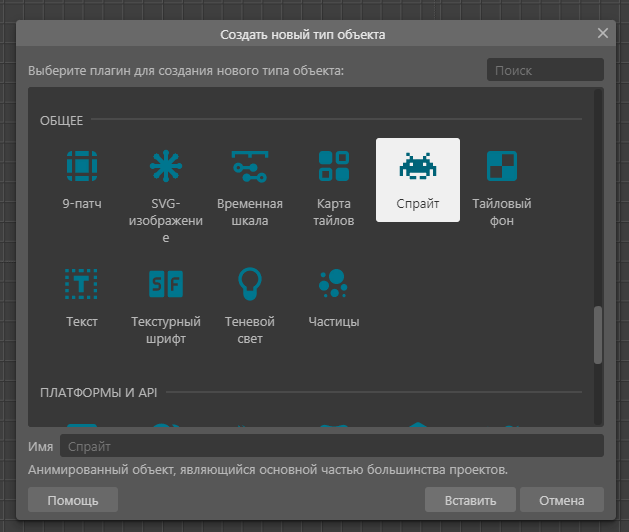 Создать новый тип объекта
Выберите плагин для создания нового типа объекта:
Поиск
ОБЩЕЕ
9-патч
SVG-
изображени
е
Временная
шкала
Карта
тайлов
Спрайт
Тайловый
фон
Текст
Текстурный
шрифт
Теневой
свет
Частицы
ПЛАТФОРМЫ И API
Имя
Спрайт
Анимированный объект, являющийся основной частью большинства проектов.
Помощь
Вставить
Отмена